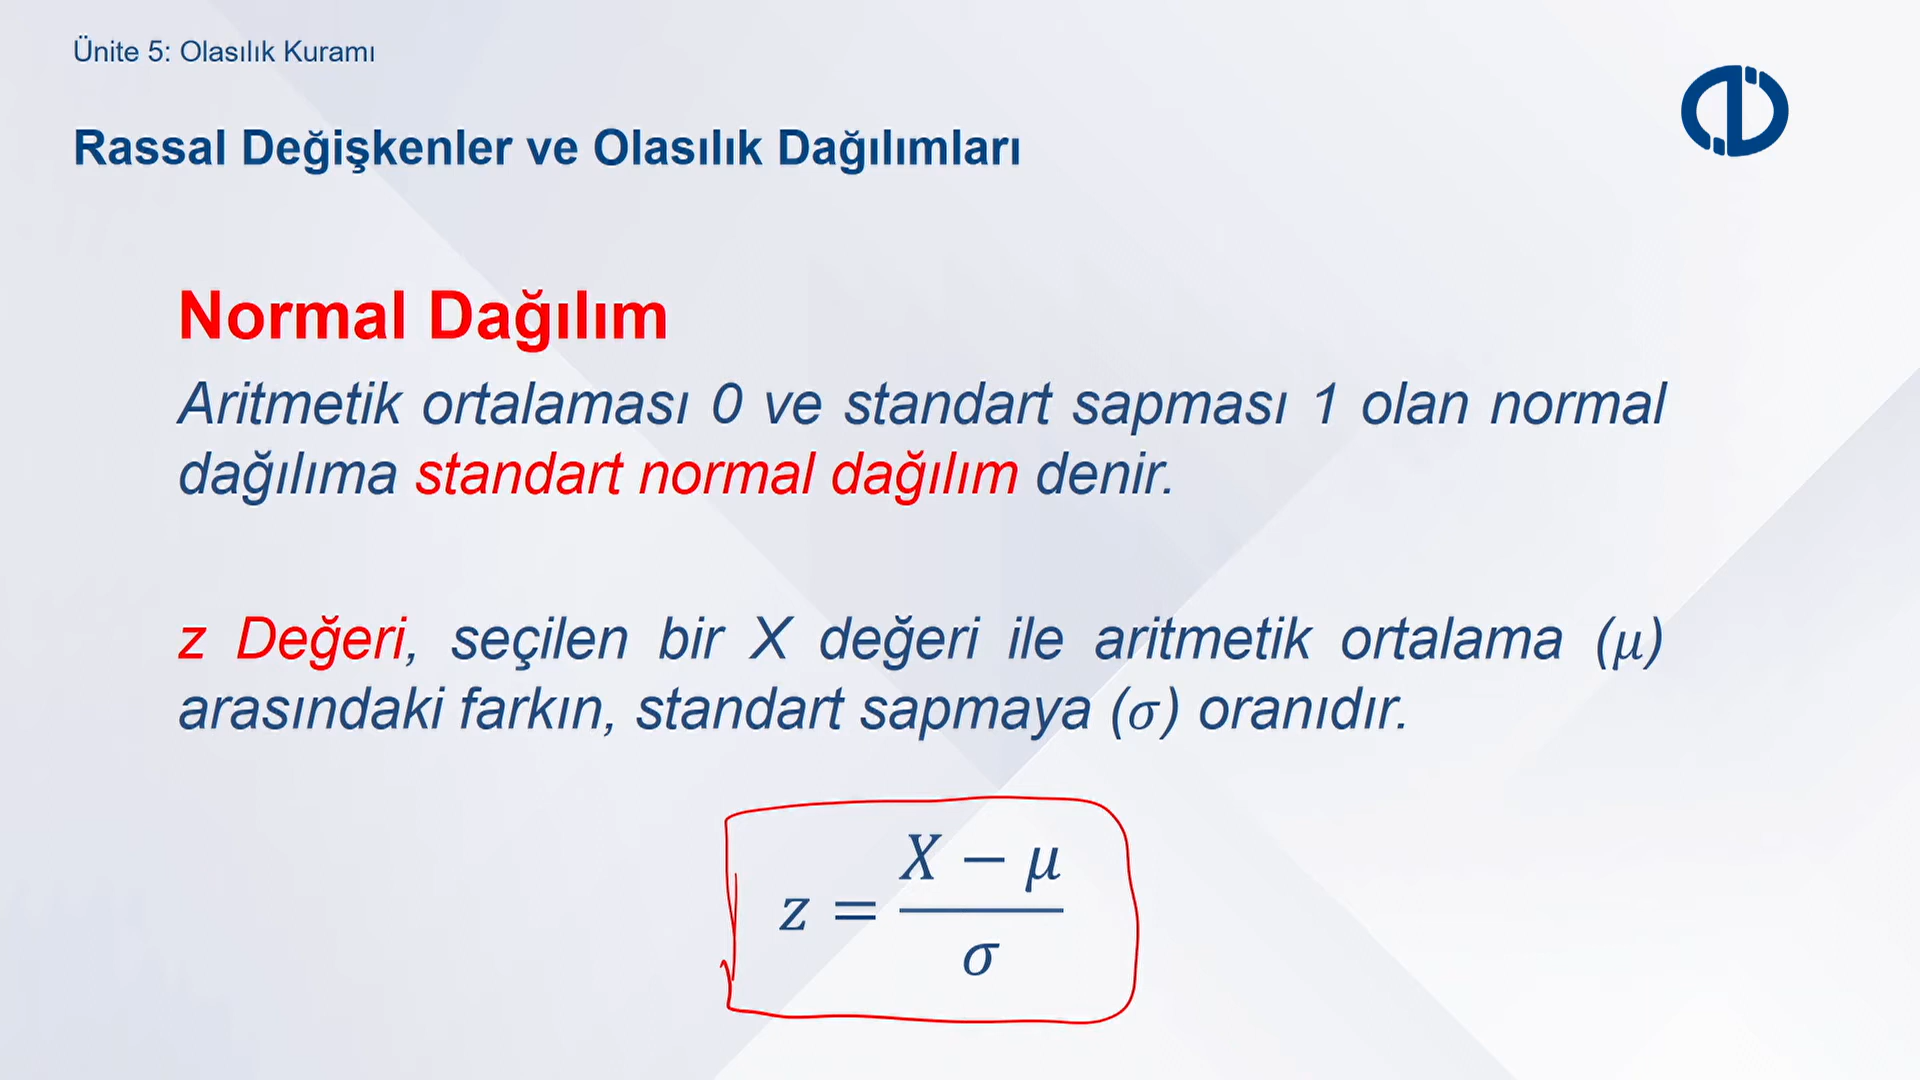 Ünite 5: Olasılık Kuramı
Rassal Değişkenler ve Olasılık Dağılımları
Normal Dağılım
Aritmetik ortalaması 0 ve standart sapması 1 olan normal
dağılıma standart normal dağılım denir.
z Değeri, seçilen bir X değeri ile aritmetik ortalama (μ)
arasındaki farkın, standart sapmaya (σ) oranıdır.
X − μ
z =
σ